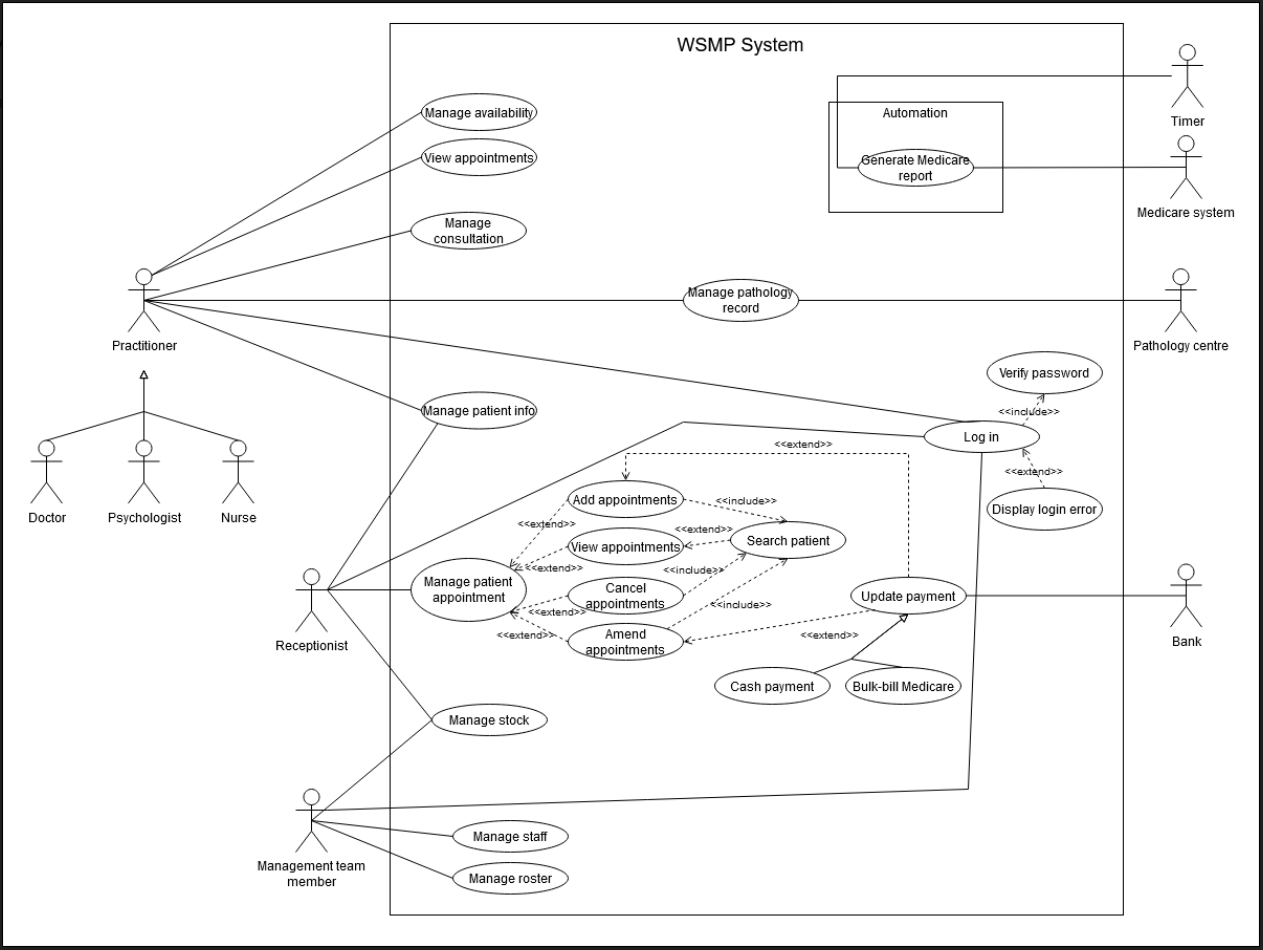 WSMP System
Timer
Automation
Manage availability
View appointments
Generate Medicare
report
Medicare system
Manage
consultation
Manage pathology
record
Practitioner
Pathology centre
Verify password
<<include>>
Manage patient info
Log in
<<extend>>
<<extend>>
Doctor
Psychologist
Nurse
Add appointments
<<include>>
Display login error
<<extend>>
<<extend>>
View appointments
Search patient
<<extend>>
<<include>>
Manage patient
appointment
Cancel
appointments
Update payment
<<include>>
<<extend>>
<<extend>>
Amend
appointments
<<extend>>
Receptionist
Bank
Cash payment
Bulk-bill Medicare
Manage stock
Manage staff
Management team
member
Manage roster